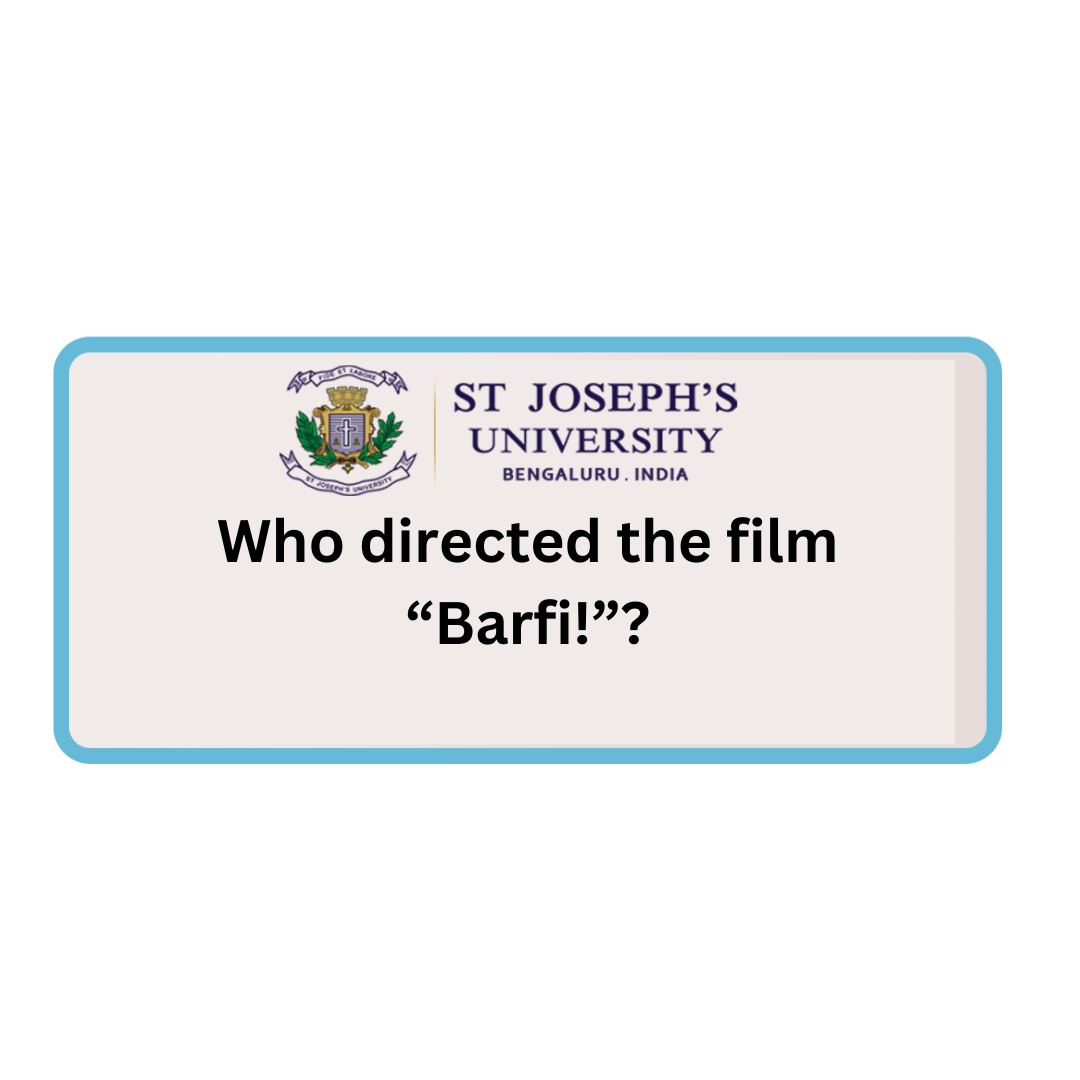 FIDE ET LABORE
ST JOSEPH'S UNIVERSITY
ST JOSEPH'S
UNIVERSITY
BENGALURU . INDIA
Who directed the film
“Barfi!”?